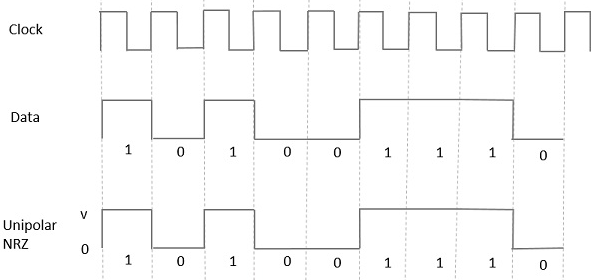 Clock
Data
1 0 1 0 0 1 1 1 0
Unipolar
NRZ
v
0
1 0 1 0 0 1 1 1 0